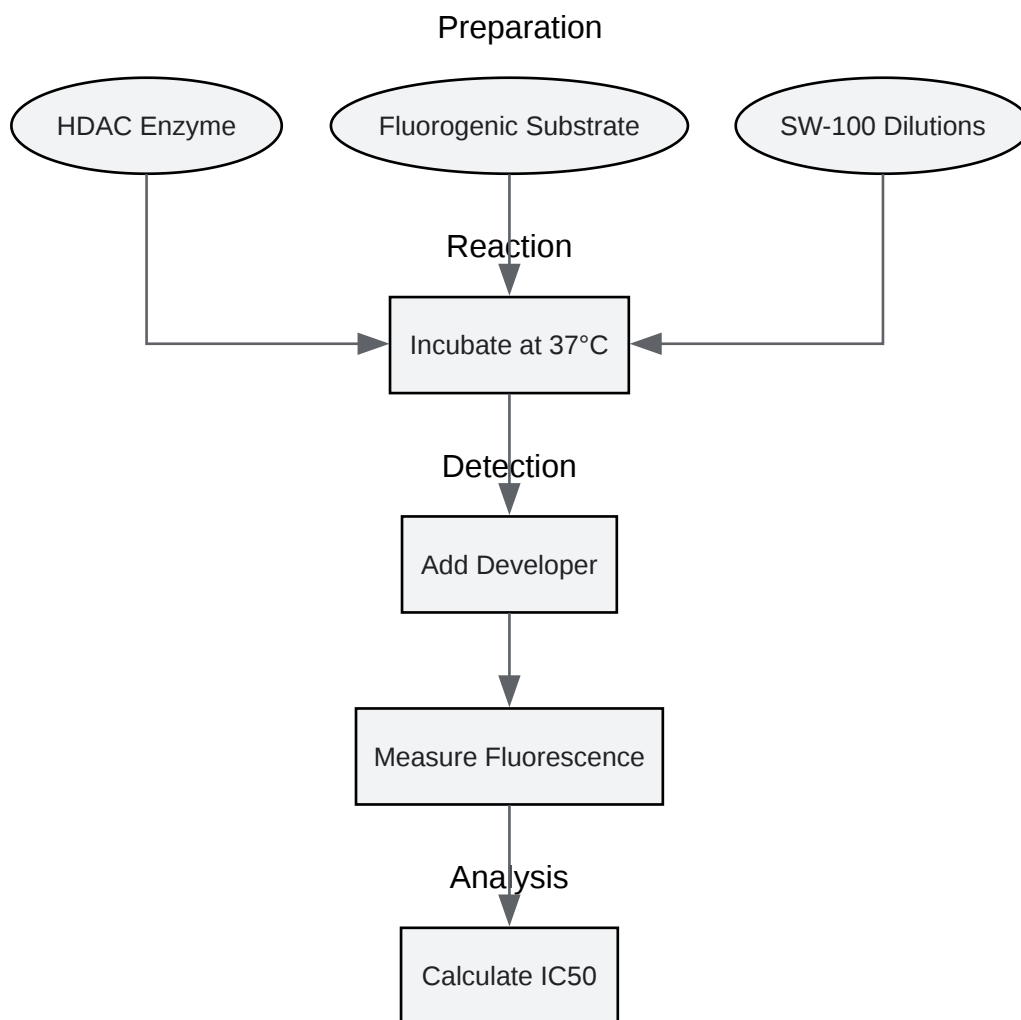 Preparation
HDAC Enzyme
Fluorogenic Substrate
SW-100 Dilutions
Reaction
Incubate at 37°C
Detection
Add Developer
Measure Fluorescence
Analysis
Calculate IC50